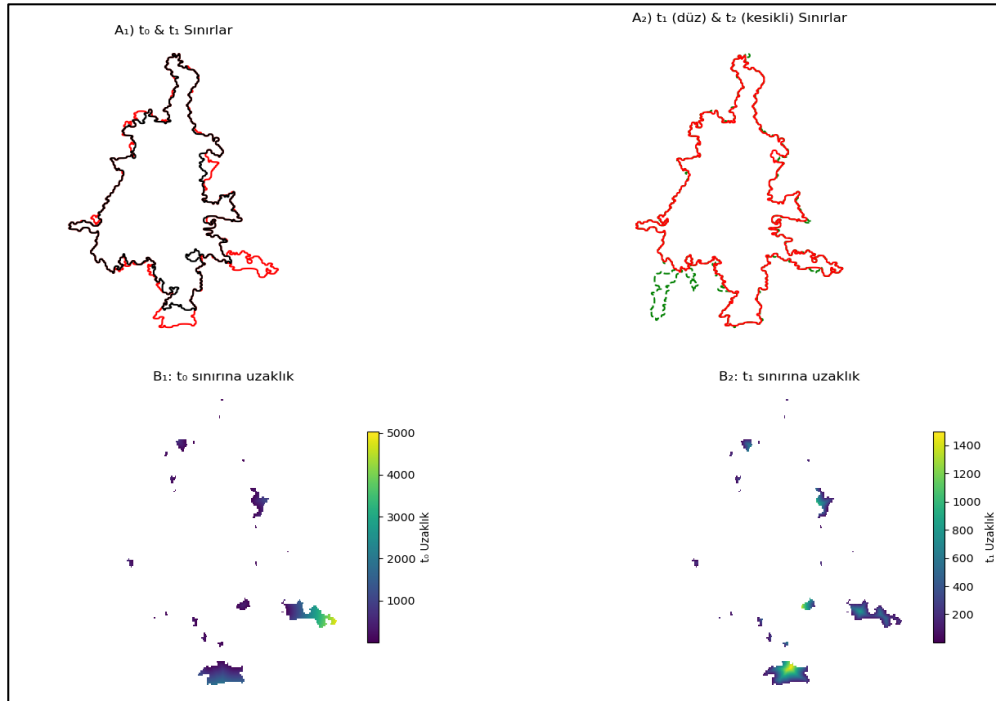 A₁) t₀ & t₁ Sınırlar
A₂) t₁ (düz) & t₂ (kesikli) Sınırlar
B₁: t₀ sınırına uzaklık
5000
4000
3000
2000
1000
t₀ Uzaklık
B₂: t₁ sınırına uzaklık
1400
1200
1000
800
600
400
200
t₁ Uzaklık